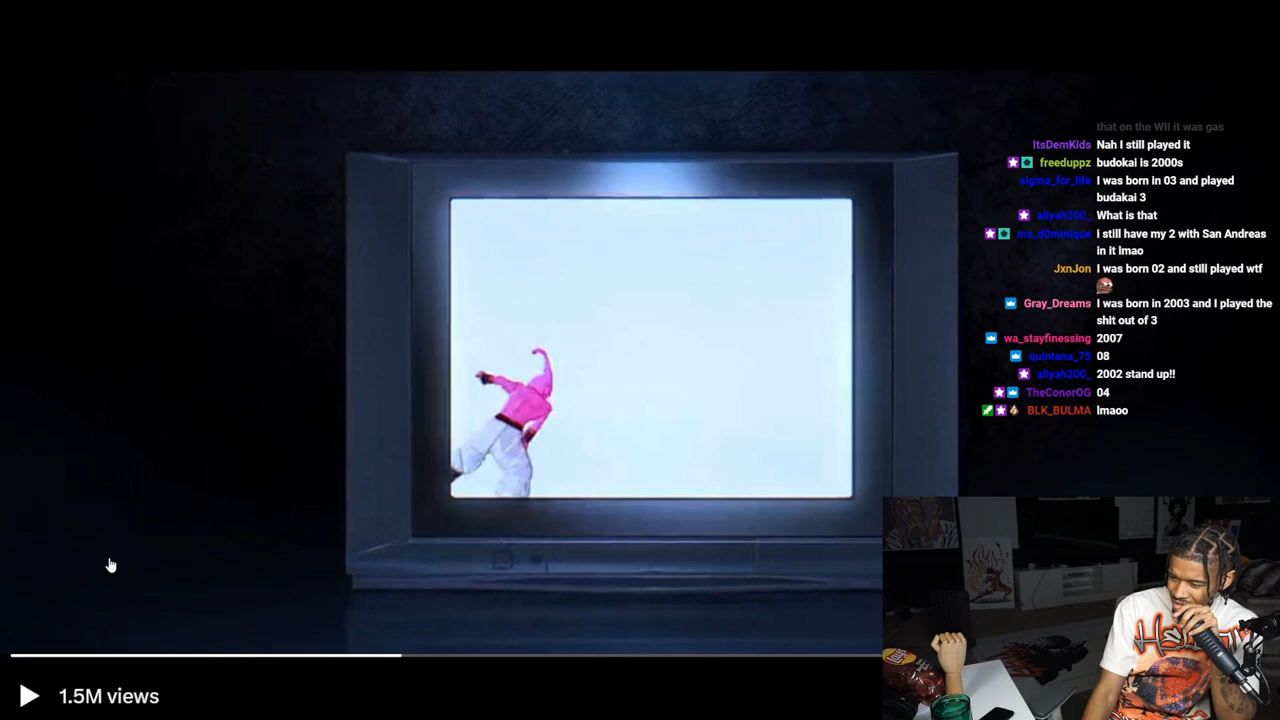 that on the WII it was gas
ItsDemKids Nah I still played it
freeduppz budokai is 2000s
sigma_for_life I was born in 03 and played
budakai 3
aliyah200_ What is that
ms_d0minique i still have my 2 with San Andreas
in it lmao
JxnJon I was born 02 and still played wtf
Gray_Dreams I was born in 2003 and I played the
shit out of 3
wa_stayfinessing 2007
quintana_75 08
aliyah200_ 2002 stand up!!
TheConorOG 04
BLK_BULMA lmaoo
Lay's
1.5M views